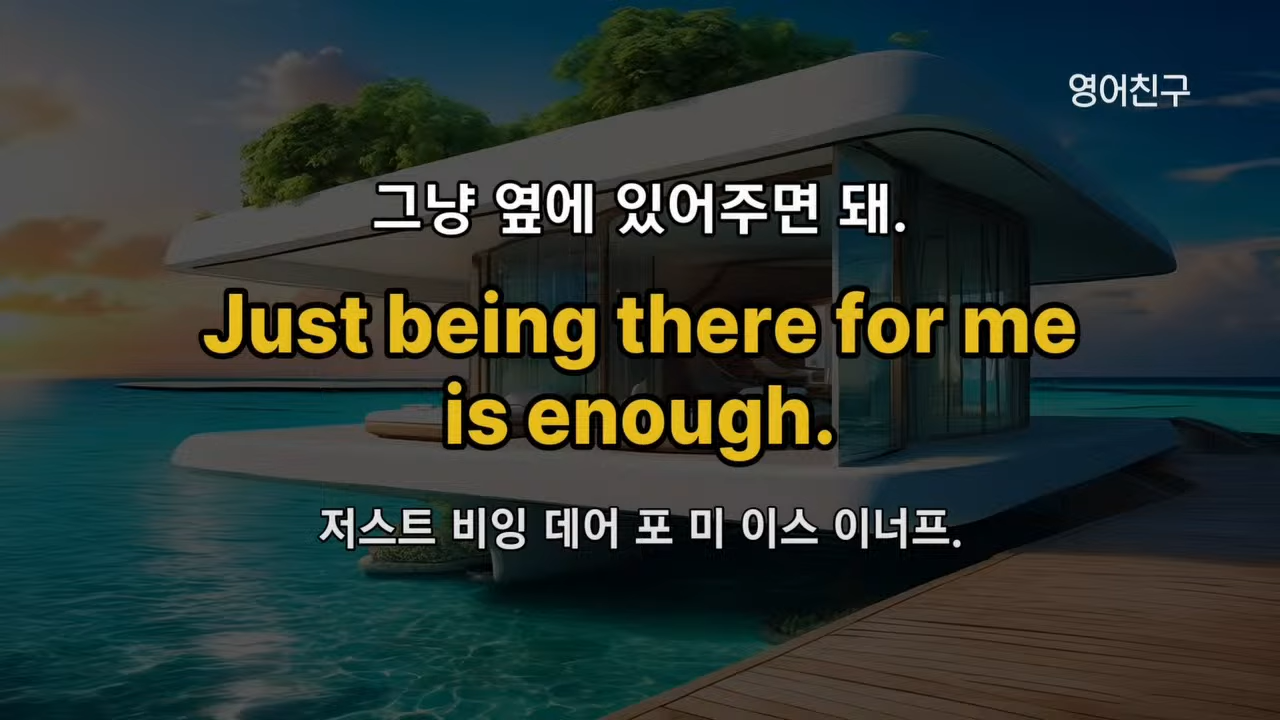 영어친구
그냥 옆에 있어주면 돼.
Just being there for me
is enough.
저스트 비잉 데어 포 미 이스 이너프.